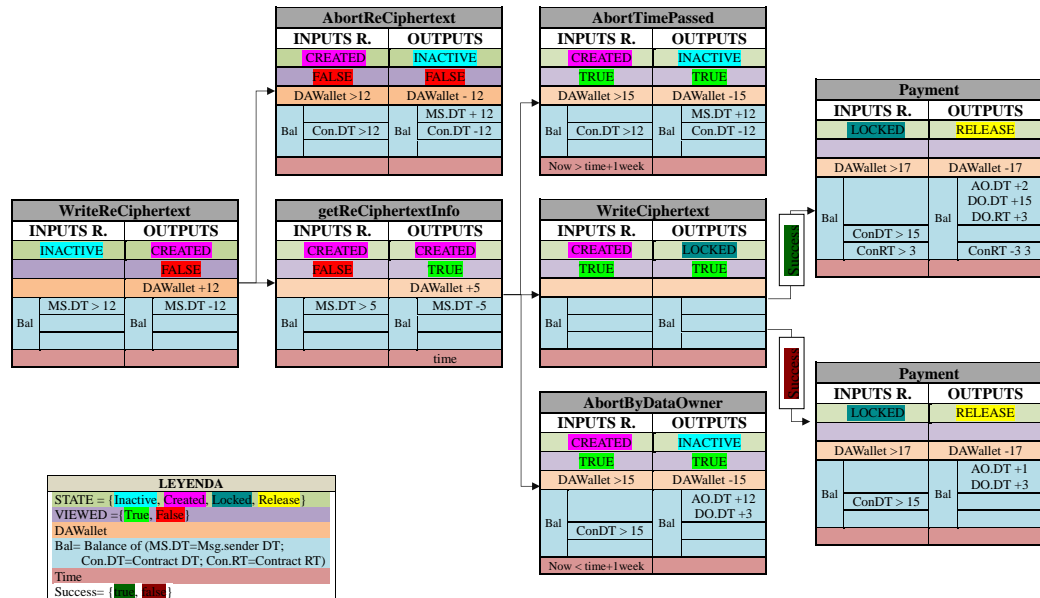 AbortReCiphertext
INPUTS R. OUTPUTS
CREATED INACTIVE
FALSE FALSE
DAWallet >12 DAWallet - 12
Bal Bal MS.DT + 12
Con.DT >12 Con.DT -12
AbortTimePassed
INPUTS R. OUTPUTS
CREATED INACTIVE
TRUE TRUE
DAWallet >15 DAWallet -15
Bal Bal MS.DT +12
Con.DT >12 Con.DT -12
Now > time+1week
Payment
INPUTS R. OUTPUTS
LOCKED RELEASE
DAWallet >17 DAWallet -17
Bal Bal AO.DT +2
DO.DT +15
DO.RT +3
ConDT > 15
ConRT > 3 ConRT -3 3
WriteReCiphertext
INPUTS R. OUTPUTS
INACTIVE CREATED
FALSE
DAWallet +12
Bal MS.DT > 12 Bal MS.DT -12
getReCiphertextInfo
INPUTS R. OUTPUTS
CREATED CREATED
FALSE TRUE
DAWallet +5
Bal MS.DT > 5 Bal MS.DT -5
time
WriteCiphertext
INPUTS R. OUTPUTS
CREATED LOCKED
TRUE TRUE
Bal Bal
Success
Success
Payment
INPUTS R. OUTPUTS
LOCKED RELEASE
DAWallet >17 DAWallet -17
Bal Bal AO.DT +1
DO.DT +3
ConDT > 15
AbortByDataOwner
INPUTS R. OUTPUTS
CREATED INACTIVE
TRUE TRUE
DAWallet >15 DAWallet -15
Bal Bal AO.DT +12
DO.DT +3
ConDT > 15
Now < time+1week
LEYENDA
STATE = {Inactive, Created, Locked, Release}
VIEWED ={True, False}
DAWallet
Bal= Balance of (MS.DT=Msg.sender DT;
Con.DT=Contract DT; Con.RT=Contract RT)
Time
Success= {true, false}